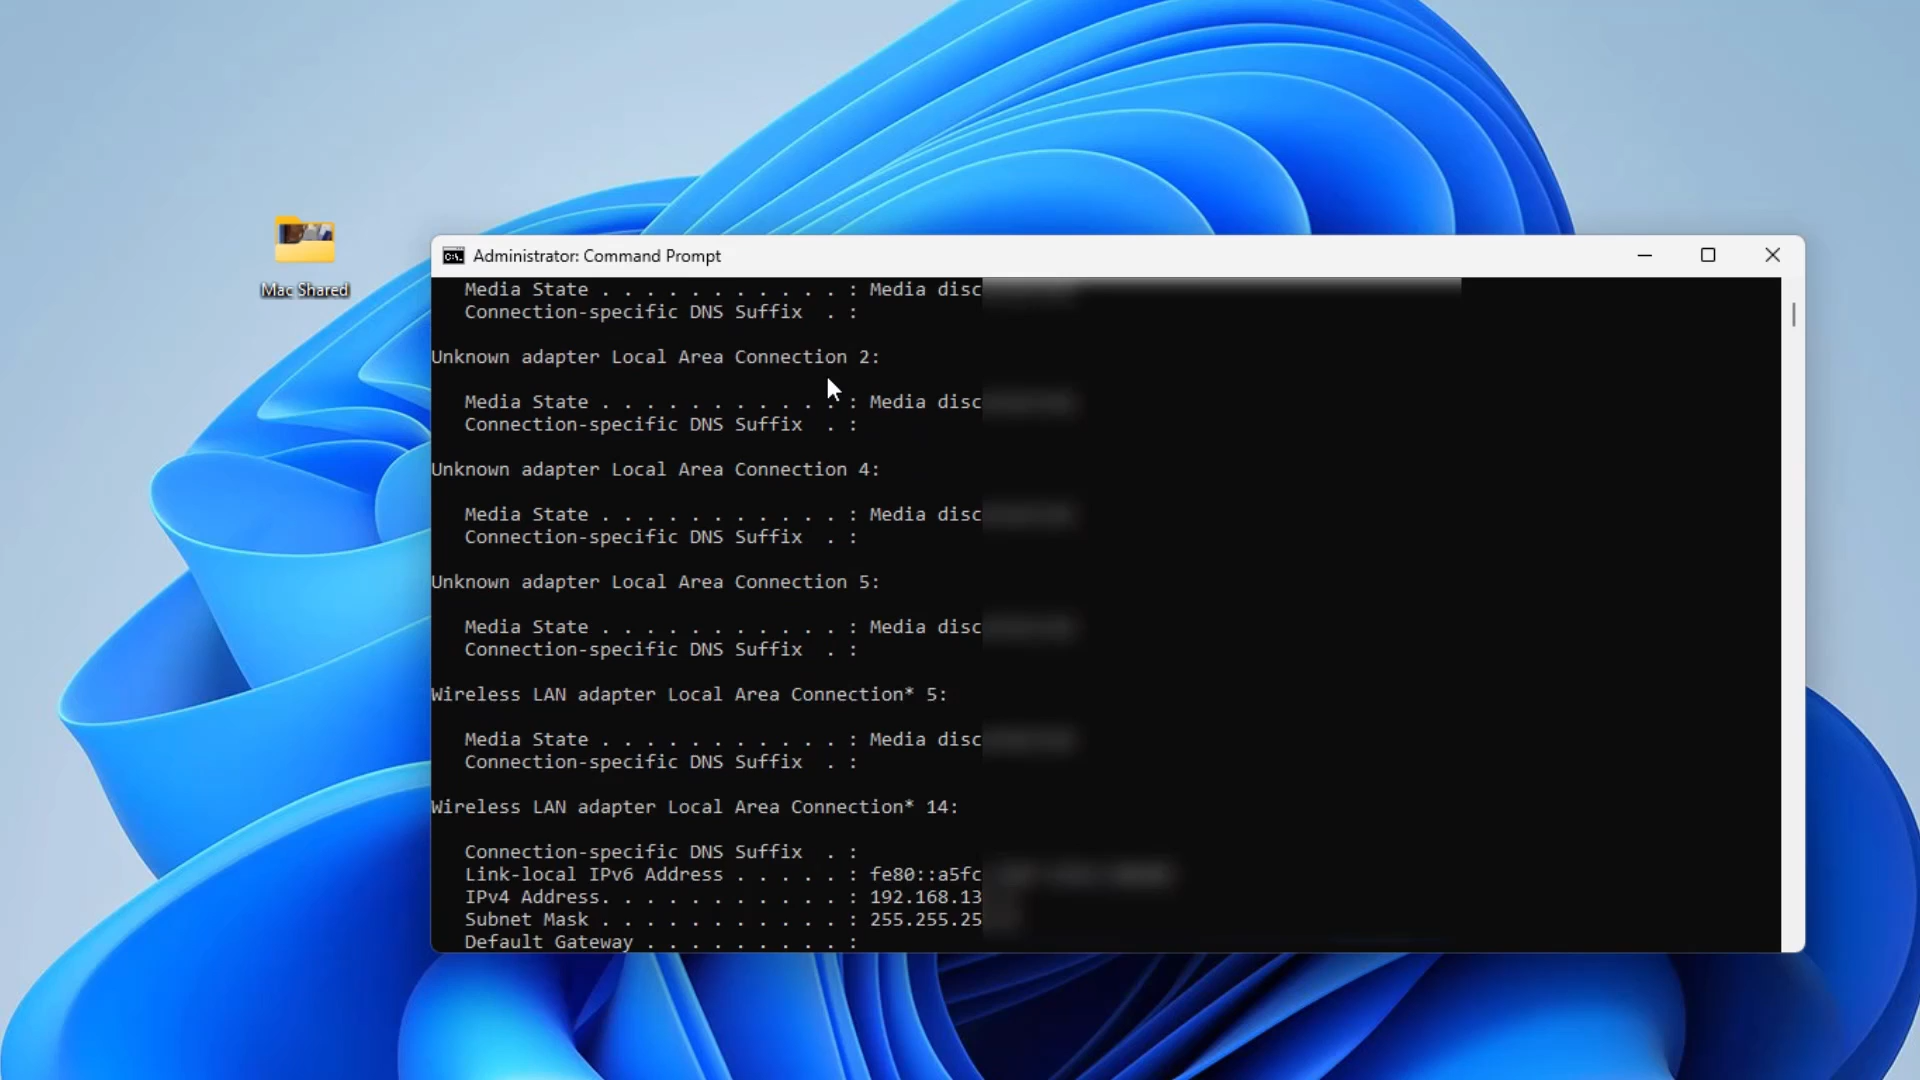 Mac Shared
Administrator: Command Prompt
Media State . . . . . . . . . . . : Media disc
Connection-specific DNS Suffix  . :
Unknown adapter Local Area Connection 2:
Media State . . . . . . . . . . . : Media disc
Connection-specific DNS Suffix  . :
Unknown adapter Local Area Connection 4:
Media State . . . . . . . . . . . : Media disc
Connection-specific DNS Suffix  . :
Unknown adapter Local Area Connection 5:
Media State . . . . . . . . . . . : Media disc
Connection-specific DNS Suffix  . :
Wireless LAN adapter Local Area Connection* 5:
Media State . . . . . . . . . . . : Media disc
Connection-specific DNS Suffix  . :
Wireless LAN adapter Local Area Connection* 14:
Connection-specific DNS Suffix  . :
Link-local IPv6 Address . . . . . : fe80::a5fc
IPv4 Address. . . . . . . . . . . : 192.168.13
Subnet Mask . . . . . . . . . . . : 255.255.25
Default Gateway . . . . . . . . . :